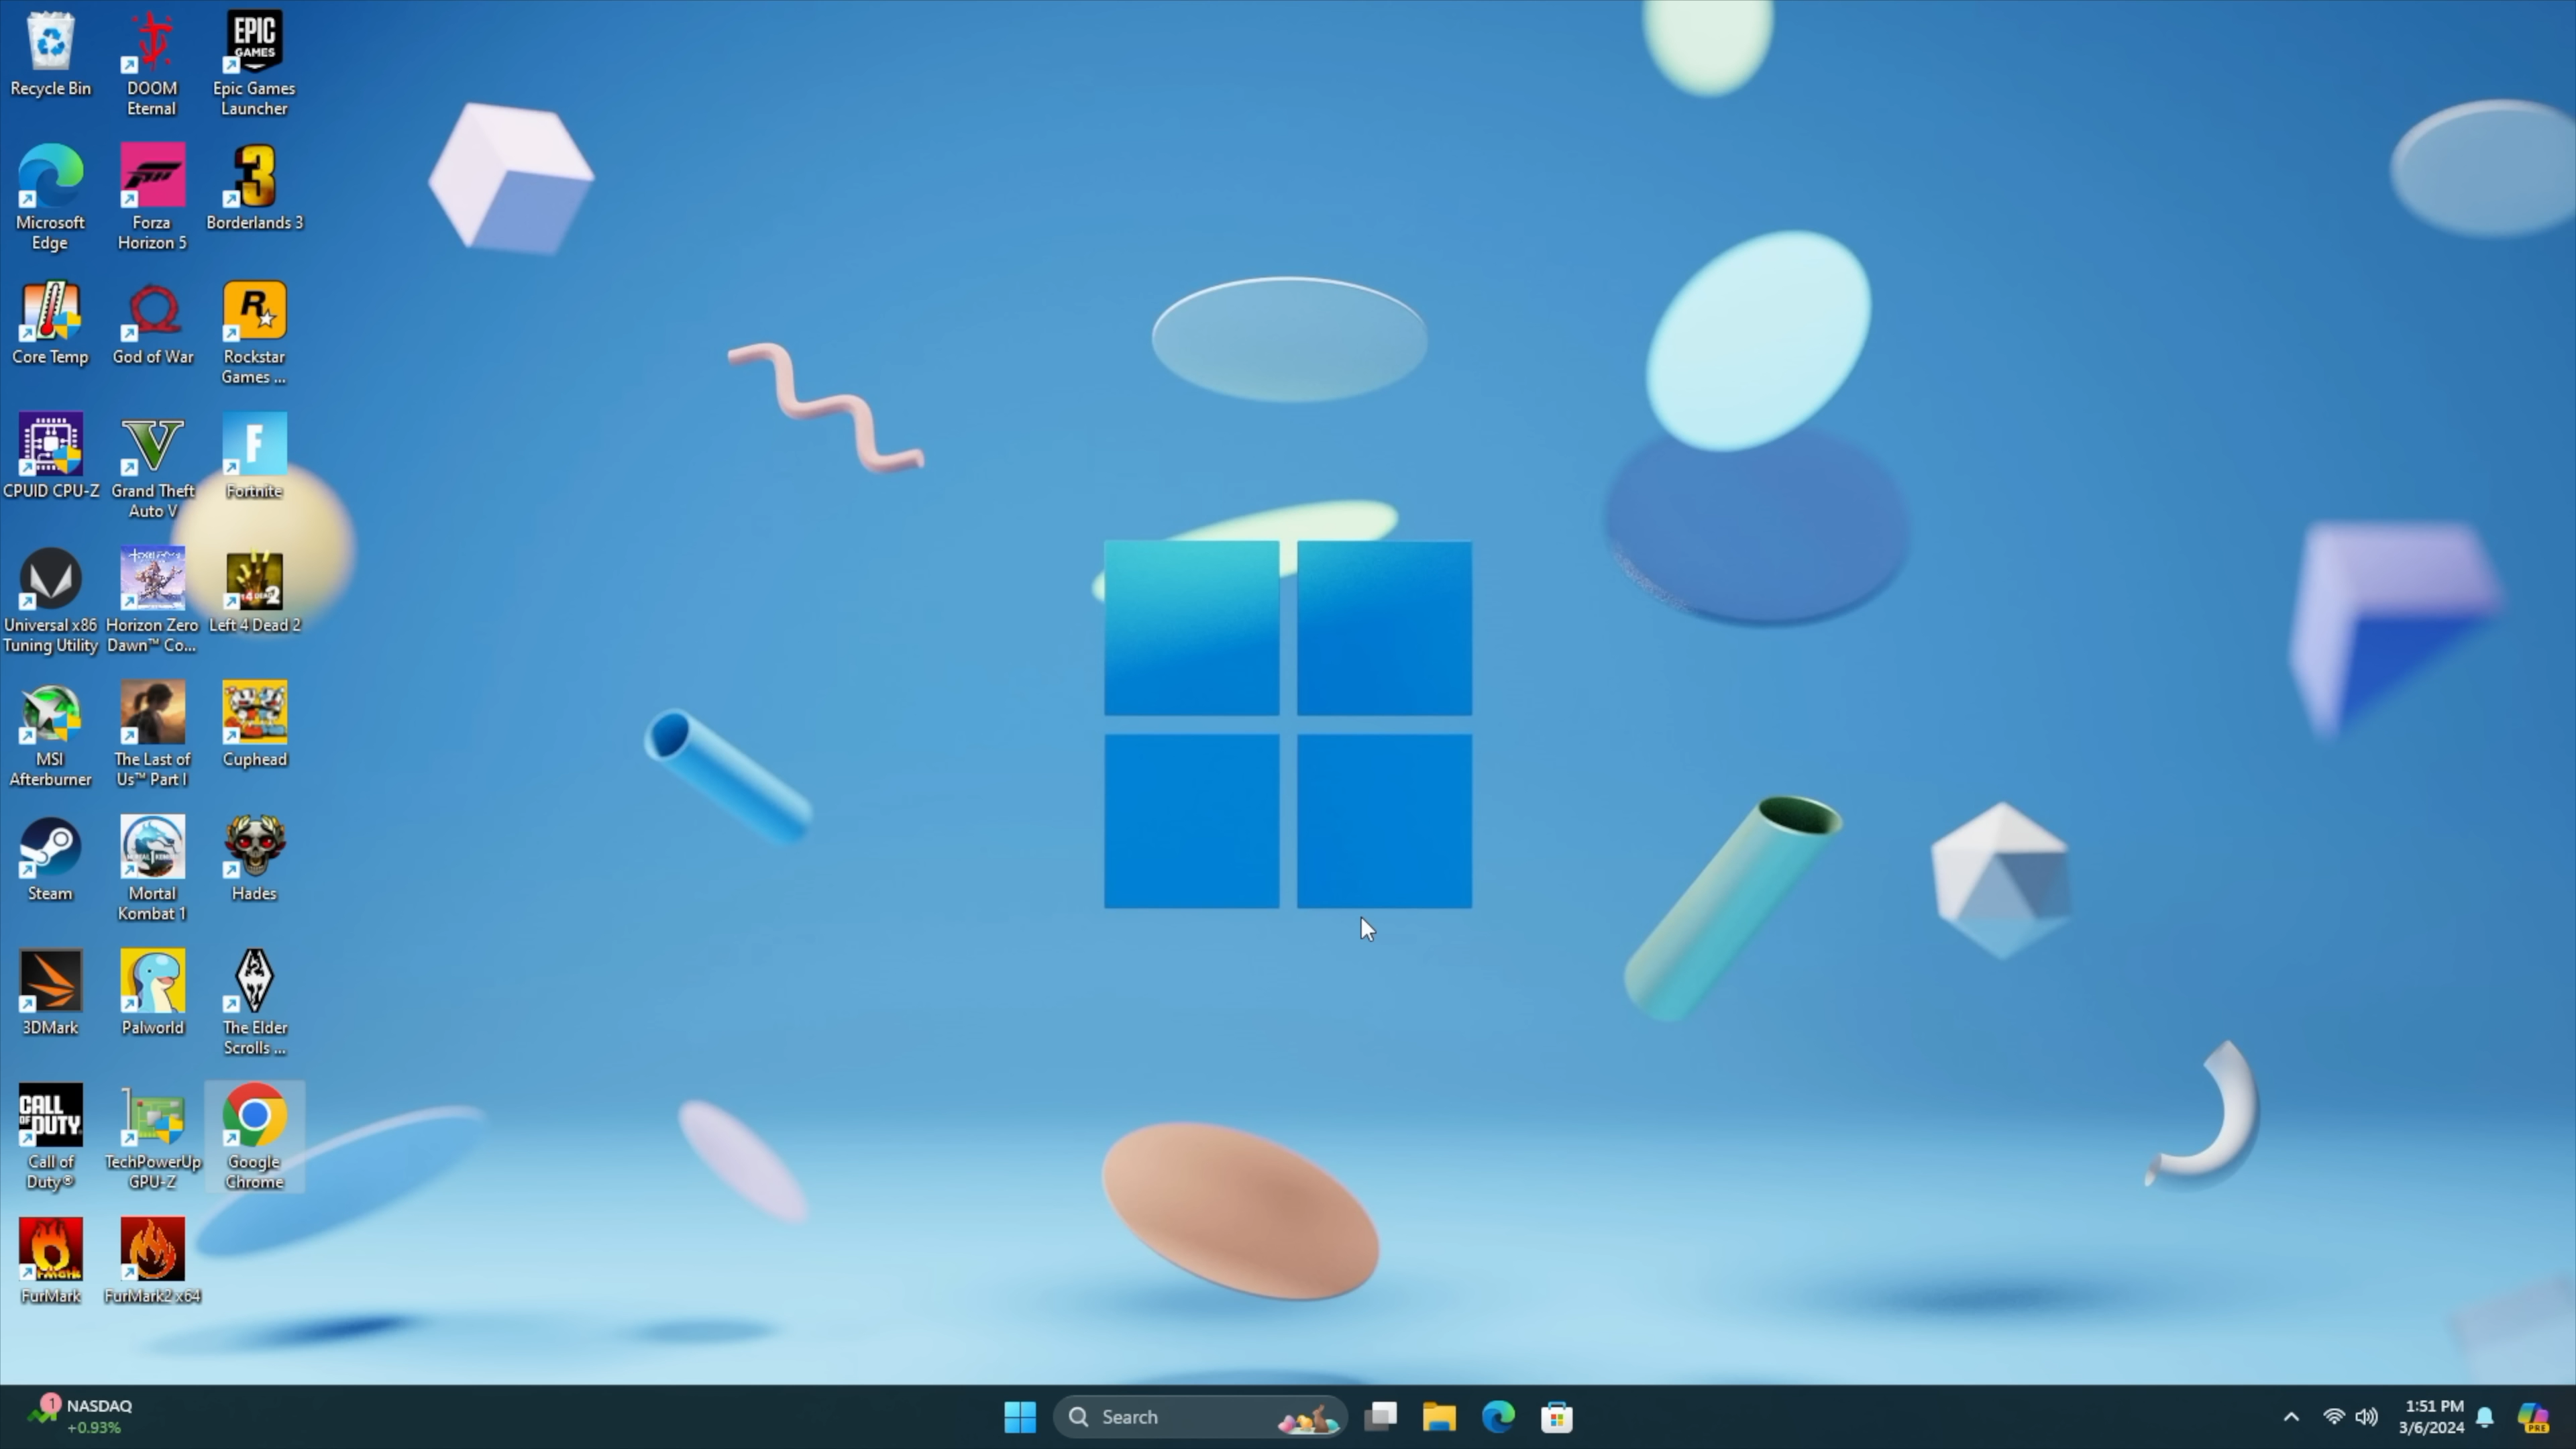 Recycle Bin
DOOM
Eternal
EPIC
GAMES
Epic Games
Launcher
Microsoft
Edge
Forza
Horizon 5
3
Borderlands 3
Core Temp
God of War
R
Rockstar
Games ...
CPUID CPU-Z
V
Grand Theft
Auto V
F
Fortnite
Universal x86
Tuning Utility
Horizon Zero
Dawn™ Co...
2
Left 4 Dead 2
MSI
Afterburner
The Last of
Us™ Part I
Cuphead
Steam
Mortal
Kombat 1
Hades
3DMark
Palworld
The Elder
Scrolls ...
CALL
OF DUTY
Call of
Duty®
TechPowerUp
GPU-Z
Google
Chrome
FurMark
FurMark2 x64
1
NASDAQ
+0.93%
Search
1:51 PM
3/6/2024
PRE